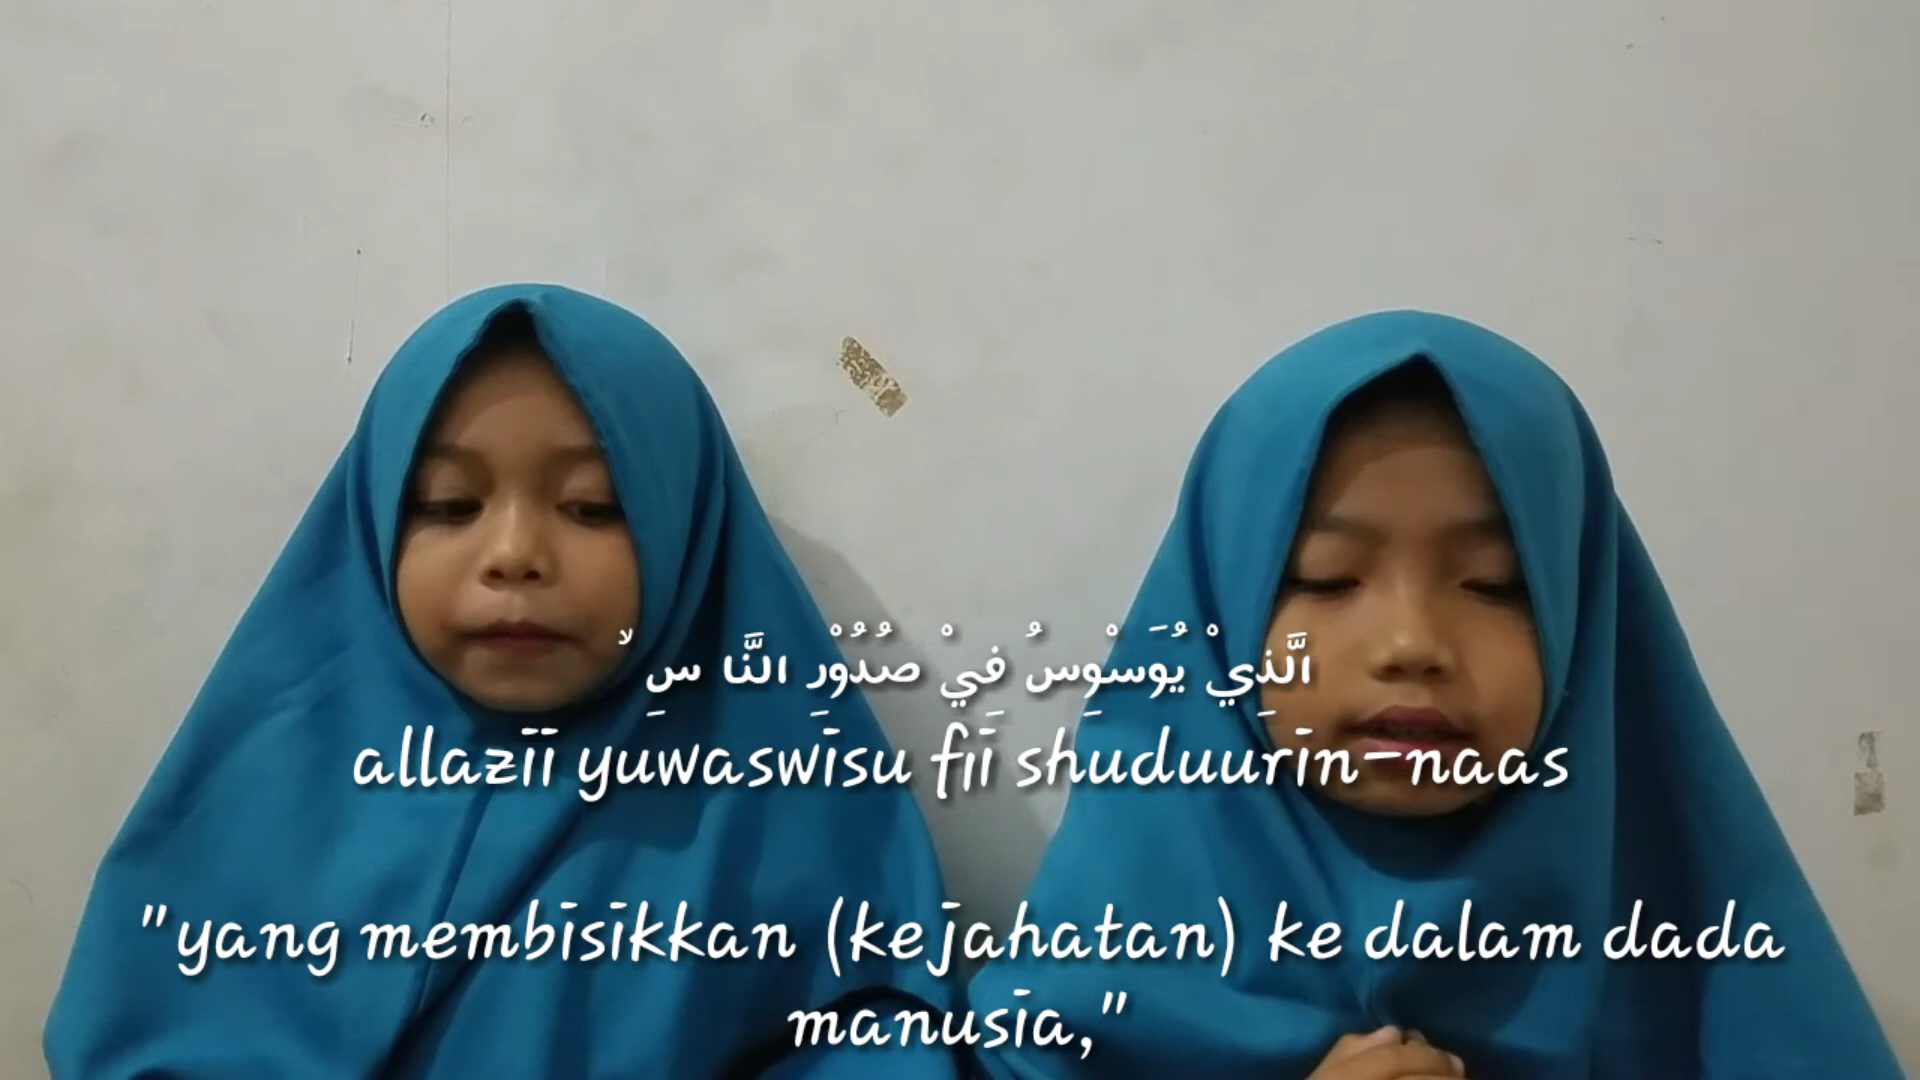 الَّذِيْ يُوَسْوِسُ فِيْ صُدُوْرِ النَّا سِ ۙ
allazii yuwaswisu fii shuduurin-naas
"yang membisikkan (kejahatan) ke dalam dada
manusia,"